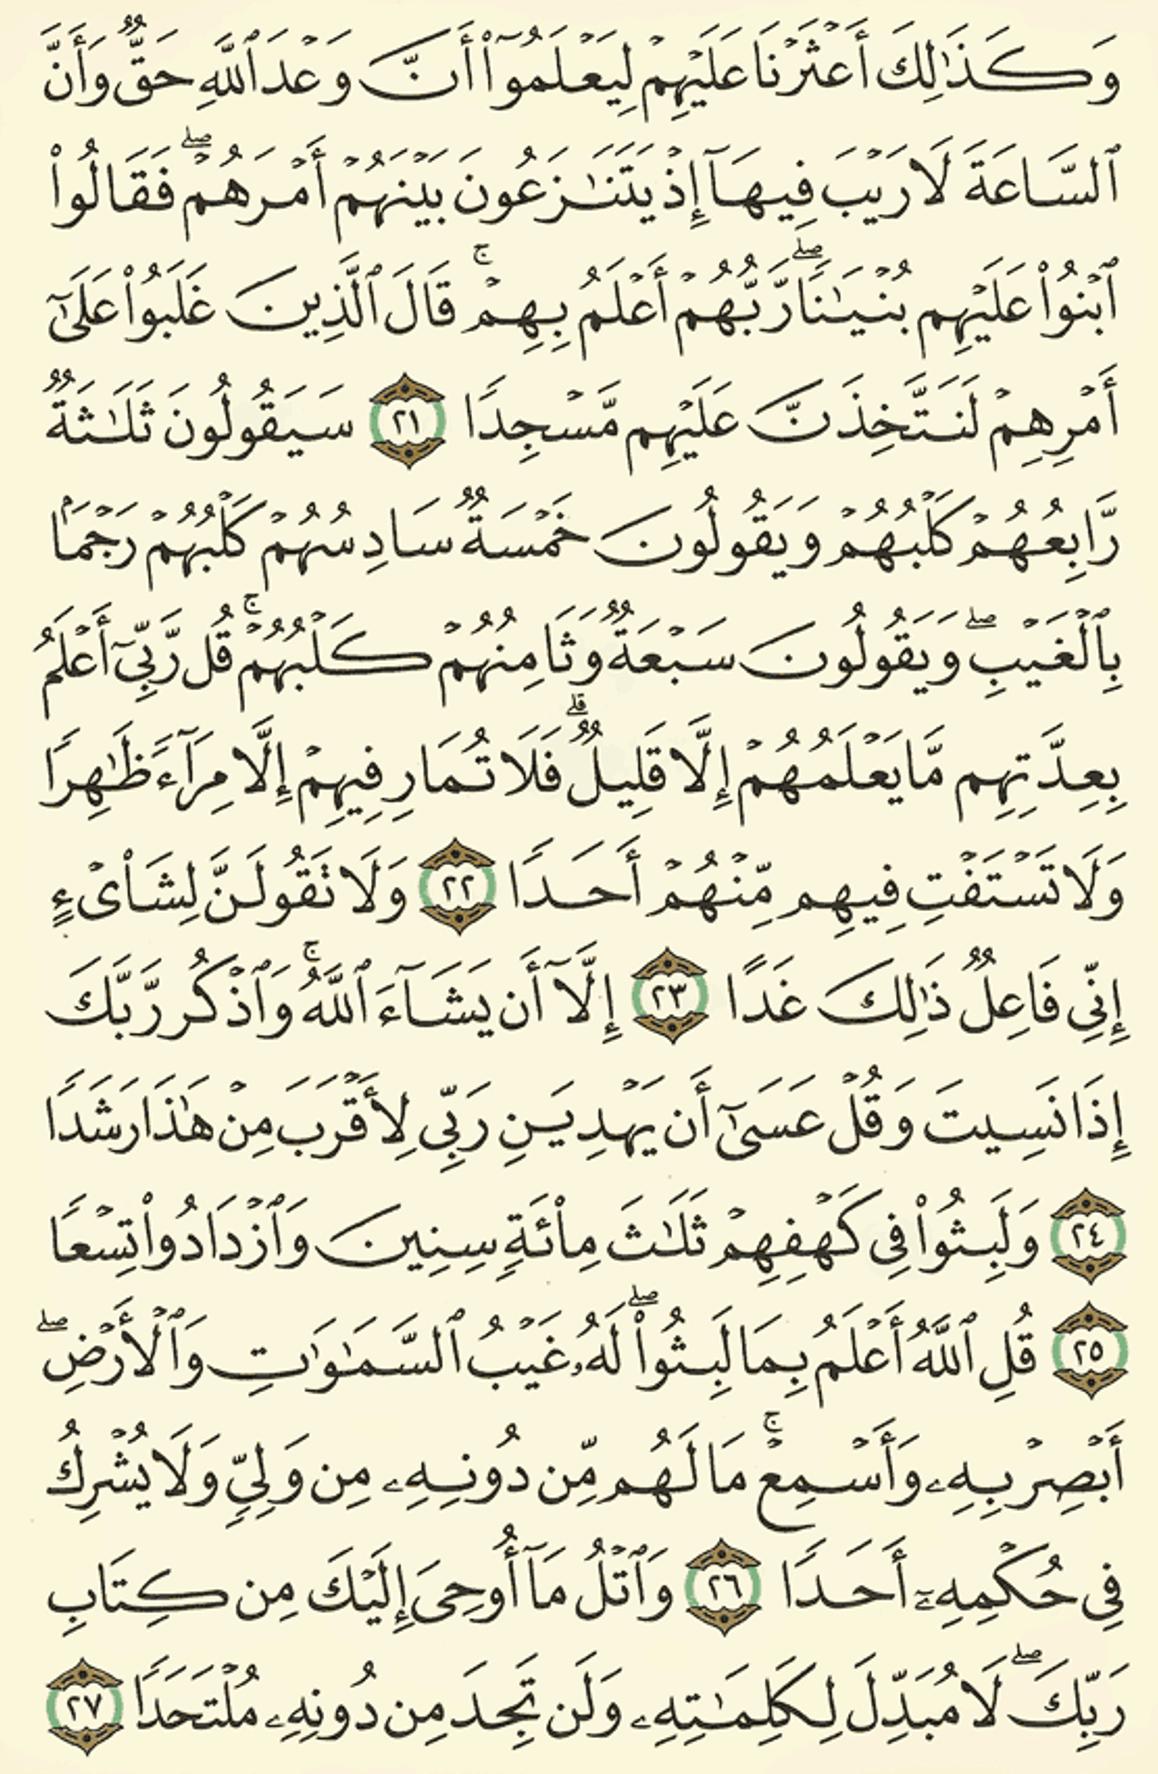 وَكَذَٰلِكَ أَعۡثَرۡنَا عَلَيۡهِمۡ لِيَعۡلَمُوٓاْ أَنَّ وَعۡدَ ٱللَّهِ حَقٌّ وَأَنَّ
ٱلسَّاعَةَ لَا رَيۡبَ فِيهَآ إِذۡ يَتَنَٰزَعُونَ بَيۡنَهُمۡ أَمۡرَهُمۡۖ فَقَالُواْ
ٱبۡنُواْ عَلَيۡهِم بُنۡيَٰنٗاۖ رَّبُّهُمۡ أَعۡلَمُ بِهِمۡۚ قَالَ ٱلَّذِينَ غَلَبُواْ عَلَىٰٓ
أَمۡرِهِمۡ لَنَتَّخِذَنَّ عَلَيۡهِم مَّسۡجِدٗا ٢١ سَيَقُولُونَ ثَلَٰثَةٞ
رَّابِعُهُمۡ كَلۡبُهُمۡ وَيَقُولُونَ خَمۡسَةٞ سَادِسُهُمۡ كَلۡبُهُمۡ رَجۡمَۢا
بِٱلۡغَيۡبِۖ وَيَقُولُونَ سَبۡعَةٞ وَثَامِنُهُمۡ كَلۡبُهُمۡۚ قُل رَّبِّيٓ أَعۡلَمُ
بِعِدَّتِهِم مَّا يَعۡلَمُهُمۡ إِلَّا قَلِيلٞۗ فَلَا تُمَارِ فِيهِمۡ إِلَّا مِرَآءٗ ظَٰهِرٗا
وَلَا تَسۡتَفۡتِ فِيهِم مِّنۡهُمۡ أَحَدٗا ٢٢ وَلَا تَقُولَنَّ لِشَاْيۡءٍ
إِنِّي فَاعِلٞ ذَٰلِكَ غَدًا ٢٣ إِلَّآ أَن يَشَآءَ ٱللَّهُۚ وَٱذۡكُر رَّبَّكَ
إِذَا نَسِيتَ وَقُلۡ عَسَىٰٓ أَن يَهۡدِيَنِ رَبِّي لِأَقۡرَبَ مِنۡ هَٰذَا رَشَدٗا
٢٤ وَلَبِثُواْ فِي كَهۡفِهِمۡ ثَلَٰثَ مِاْئَةٖ سِنِينَ وَٱزۡدَادُواْ تِسۡعٗا
٢٥ قُلِ ٱللَّهُ أَعۡلَمُ بِمَا لَبِثُواْۖ لَهُۥ غَيۡبُ ٱلسَّمَٰوَٰتِ وَٱلۡأَرۡضِۖ
أَبۡصِرۡ بِهِۦ وَأَسۡمِعۡۚ مَا لَهُم مِّن دُونِهِۦ مِن وَلِيّٖ وَلَا يُشۡرِكُ
فِي حُكۡمِهِۦٓ أَحَدٗا ٢٦ وَٱتۡلُ مَآ أُوحِيَ إِلَيۡكَ مِن كِتَابِ
رَبِّكَۖ لَا مُبَدِّلَ لِكَلِمَٰتِهِۦ وَلَن تَجِدَ مِن دُونِهِۦ مُلۡتَحَدٗا ٢٧